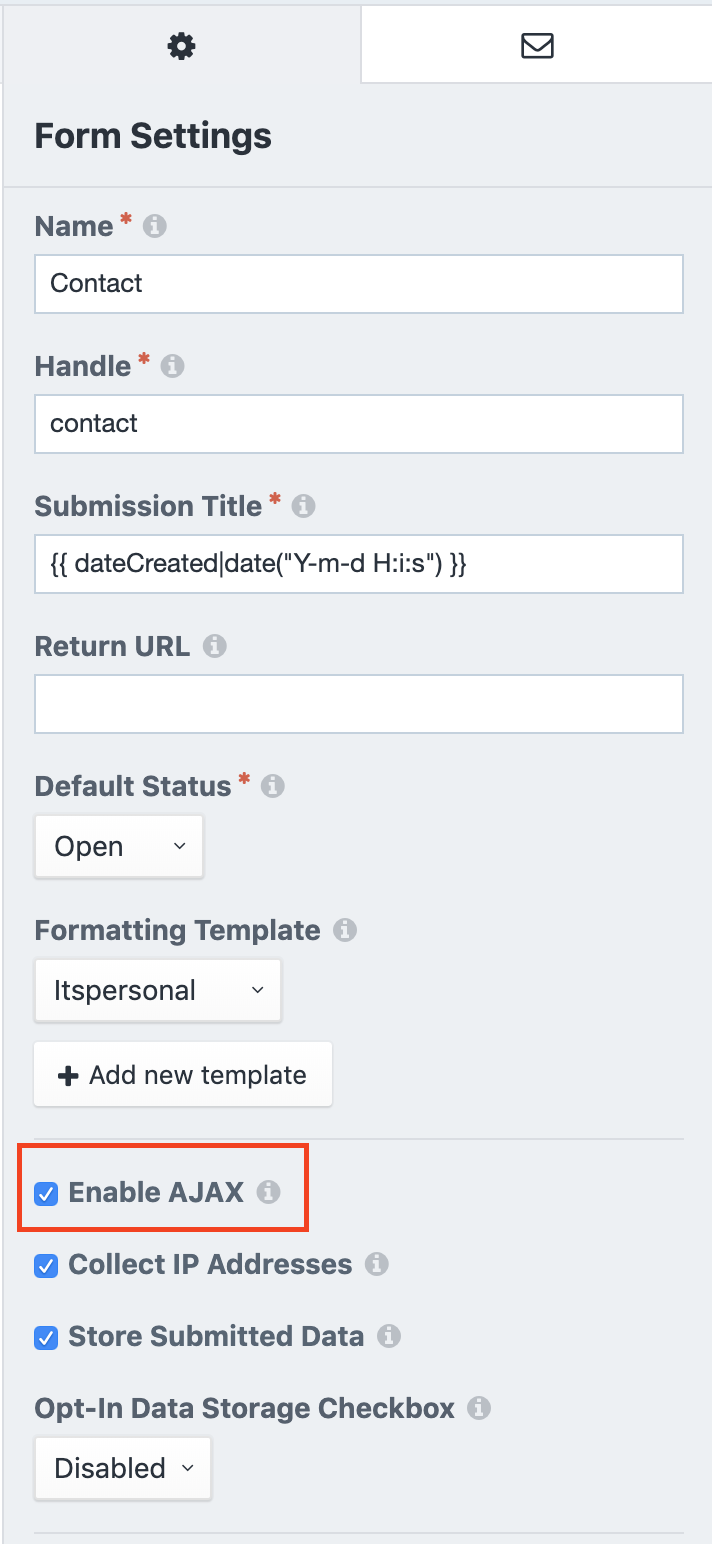 Form Settings
Name *
Contact
Handle *
contact
Submission Title *
{{ dateCreated|date("Y-m-d H:i:s") }}
Return URL
Default Status *
Open
Formatting Template
Itspersonal
Add new template
Enable AJAX
Collect IP Addresses
Store Submitted Data
Opt-In Data Storage Checkbox
Disabled